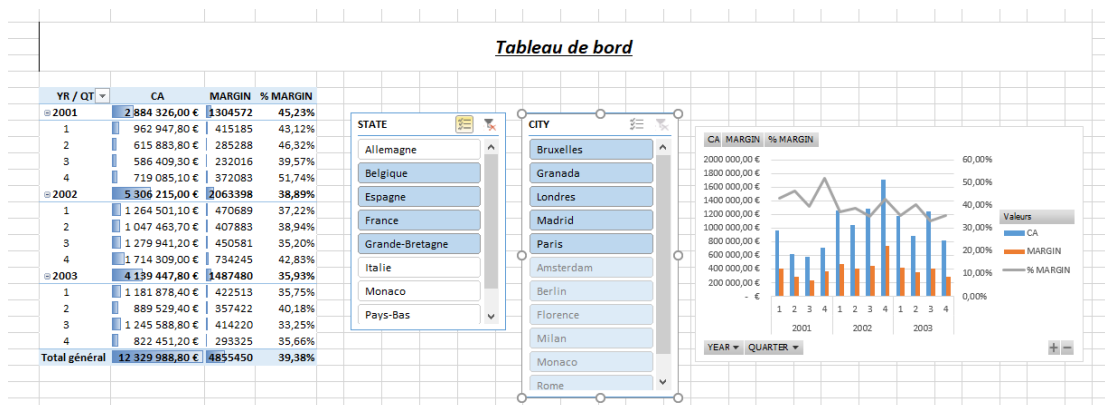 Tableau de bord
YR / QT CA MARGIN % MARGIN
2001 2 884 326,00 € 1304572 45,23%
1 962 947,80 € 415185 43,12%
2 615 883,80 € 285288 46,32%
3 586 409,30 € 232016 39,57%
4 719 085,10 € 372083 51,74%
2002 5 306 215,00 € 2063398 38,89%
1 1 264 501,10 € 470689 37,22%
2 1 047 463,70 € 407883 38,94%
3 1 279 941,20 € 450581 35,20%
4 1 714 309,00 € 734245 42,83%
2003 4 139 447,80 € 1487480 35,93%
1 1 181 878,40 € 422513 35,75%
2 889 529,40 € 357422 40,18%
3 1 245 588,80 € 414220 33,25%
4 822 451,20 € 293325 35,66%
Total général 12 329 988,80 € 4855450 39,38%
STATE
Allemagne
Belgique
Espagne
France
Grande-Bretagne
Italie
Monaco
Pays-Bas
CITY
Bruxelles
Granada
Londres
Madrid
Paris
Amsterdam
Berlin
Florence
Milan
Monaco
Rome
CA MARGIN % MARGIN
2000 000,00 €
1800 000,00 €
1600 000,00 €
1400 000,00 €
1200 000,00 €
1000 000,00 €
800 000,00 €
600 000,00 €
400 000,00 €
200 000,00 €
- €
60,00%
50,00%
40,00%
30,00%
20,00%
10,00%
0,00%
1 2 3 4 1 2 3 4 1 2 3 4
2001 2002 2003
Valeurs
CA
MARGIN
% MARGIN
YEAR QUARTER